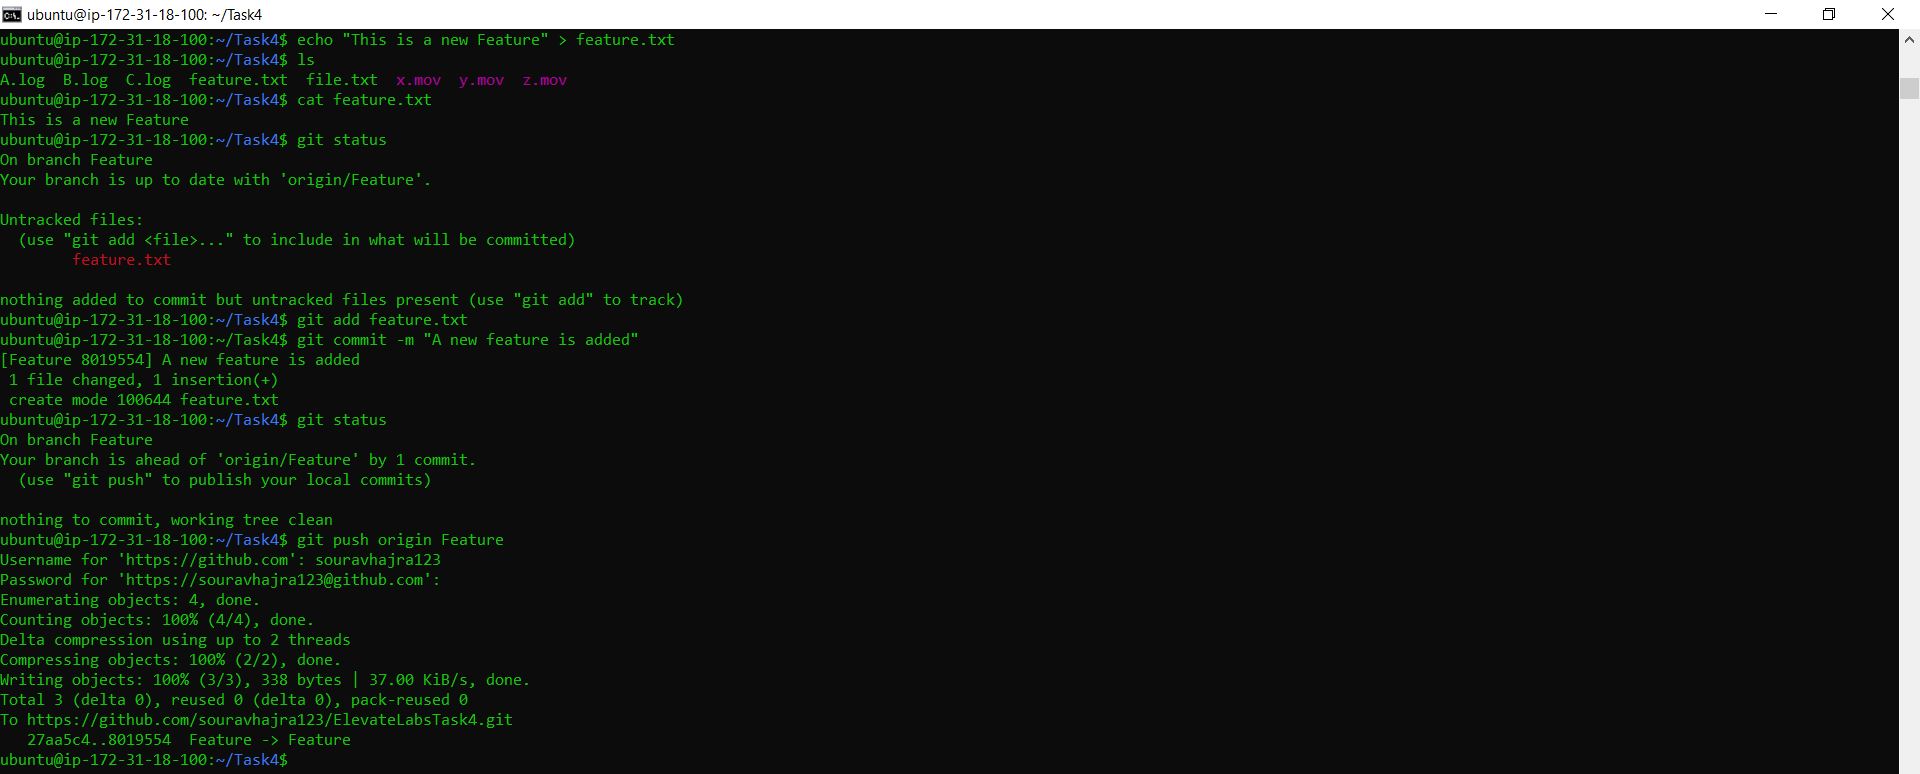 ubuntu@ip-172-31-18-100: ~/Task4
ubuntu@ip-172-31-18-100:~/Task4$ echo "This is a new Feature" > feature.txt
ubuntu@ip-172-31-18-100:~/Task4$ ls
A.log  B.log  C.log  feature.txt  file.txt  x.mov  y.mov  z.mov
ubuntu@ip-172-31-18-100:~/Task4$ cat feature.txt
This is a new Feature
ubuntu@ip-172-31-18-100:~/Task4$ git status
On branch Feature
Your branch is up to date with 'origin/Feature'.

Untracked files:
  (use "git add <file>..." to include in what will be committed)
        feature.txt

nothing added to commit but untracked files present (use "git add" to track)
ubuntu@ip-172-31-18-100:~/Task4$ git add feature.txt
ubuntu@ip-172-31-18-100:~/Task4$ git commit -m "A new feature is added"
[Feature 8019554] A new feature is added
 1 file changed, 1 insertion(+)
 create mode 100644 feature.txt
ubuntu@ip-172-31-18-100:~/Task4$ git status
On branch Feature
Your branch is ahead of 'origin/Feature' by 1 commit.
  (use "git push" to publish your local commits)

nothing to commit, working tree clean
ubuntu@ip-172-31-18-100:~/Task4$ git push origin Feature
Username for 'https://github.com': souravhajra123
Password for 'https://souravhajra123@github.com':
Enumerating objects: 4, done.
Counting objects: 100% (4/4), done.
Delta compression using up to 2 threads
Compressing objects: 100% (2/2), done.
Writing objects: 100% (3/3), 338 bytes | 37.00 KiB/s, done.
Total 3 (delta 0), reused 0 (delta 0), pack-reused 0
To https://github.com/souravhajra123/ElevateLabsTask4.git
   27aa5c4..8019554  Feature -> Feature
ubuntu@ip-172-31-18-100:~/Task4$